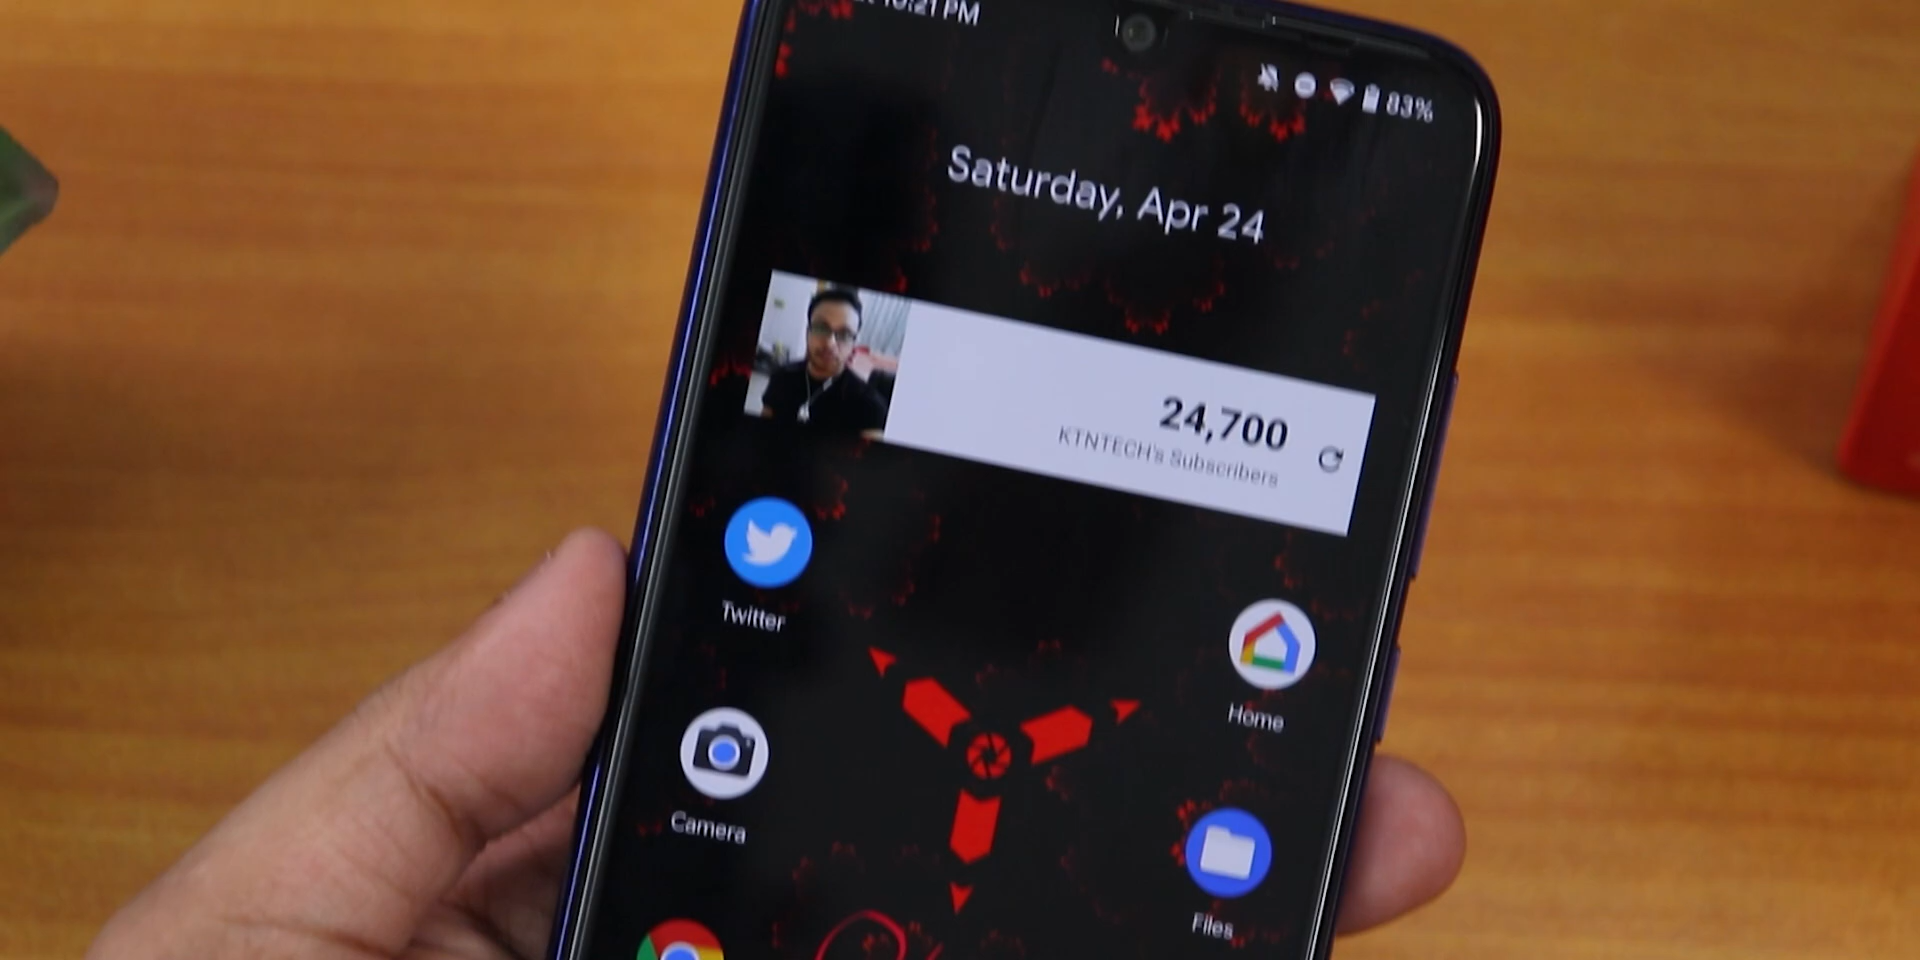 10:21 PM
83%
Saturday, Apr 24
24,700
KTNTECH's Subscribers
Twitter
Home
Camera
Files